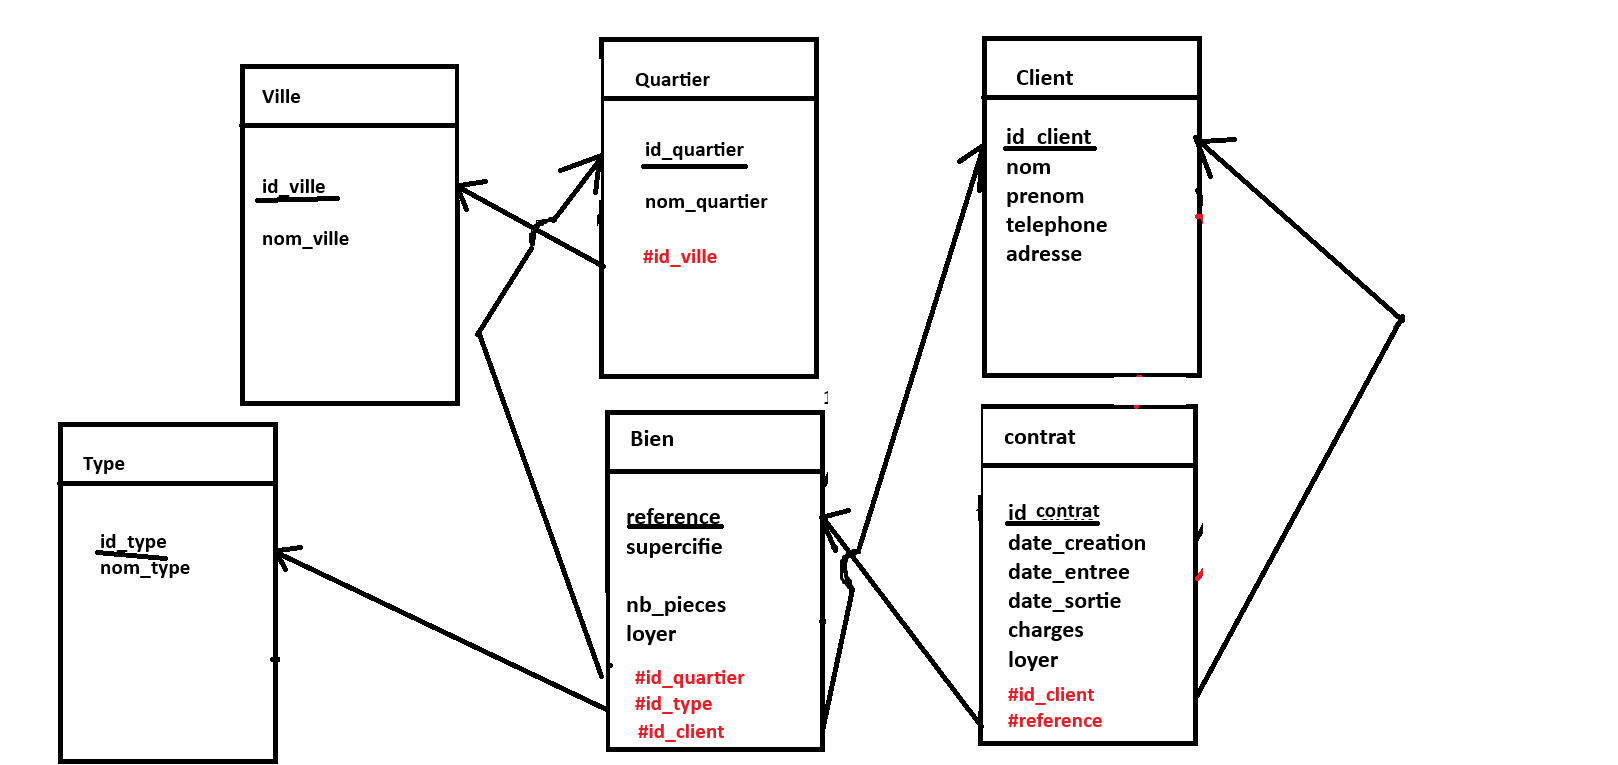 Ville
id_ville
nom_ville
Quartier
id_quartier
nom_quartier
#id_ville
Client
id_client
nom
prenom
telephone
adresse
Type
id_type
nom_type
Bien
reference
supercifie
nb_pieces
loyer
#id_quartier
#id_type
#id_client
contrat
id_contrat
date_creation
date_entree
date_sortie
charges
loyer
#id_client
#reference